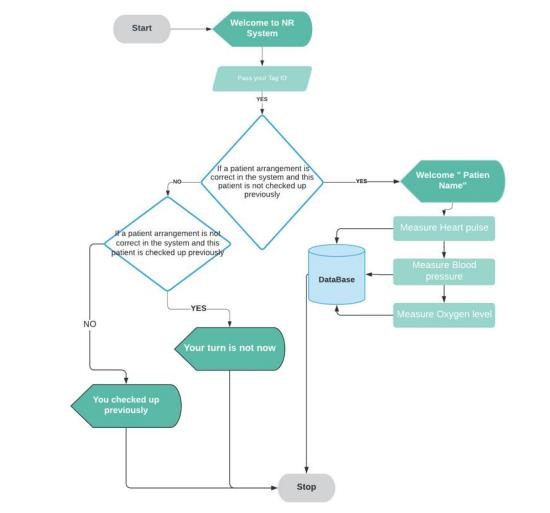 Start
Welcome to NR
System
Pass your Tag ID
YES
If a patient arrangement is
correct in the system and this
patient is not checked up
previously
NO
YES
Welcome " Patien
Name"
If a patient arrangement is not
correct in the system and this
patient is checked up previously
Measure Heart pulse
Measure Blood
pressure
DataBase
Measure Oxygen level
YES
NO
Your turn is not now
You checked up
previously
Stop